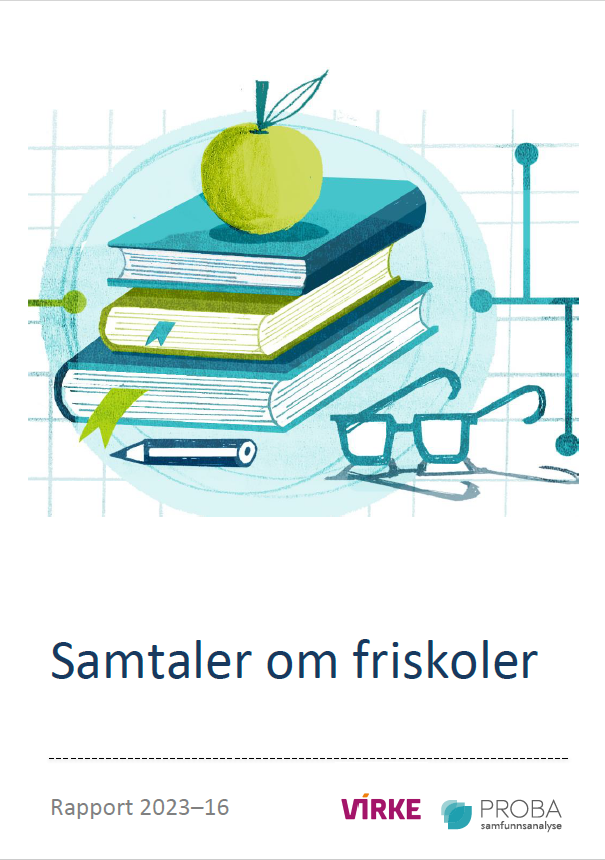 Samtaler om friskoler
Rapport 2023–16
VIRKE
PROBA
samfunnsanalyse